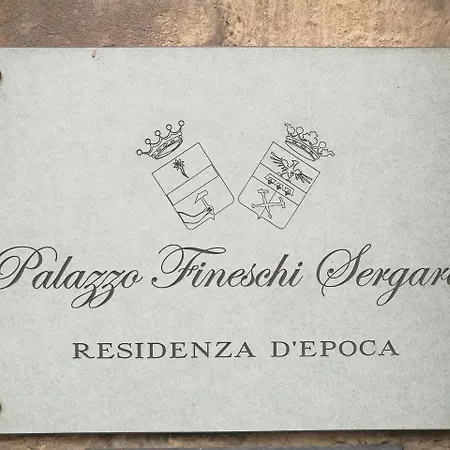 Palazzo Fineschi Sergar
RESIDENZA D'EPOCA